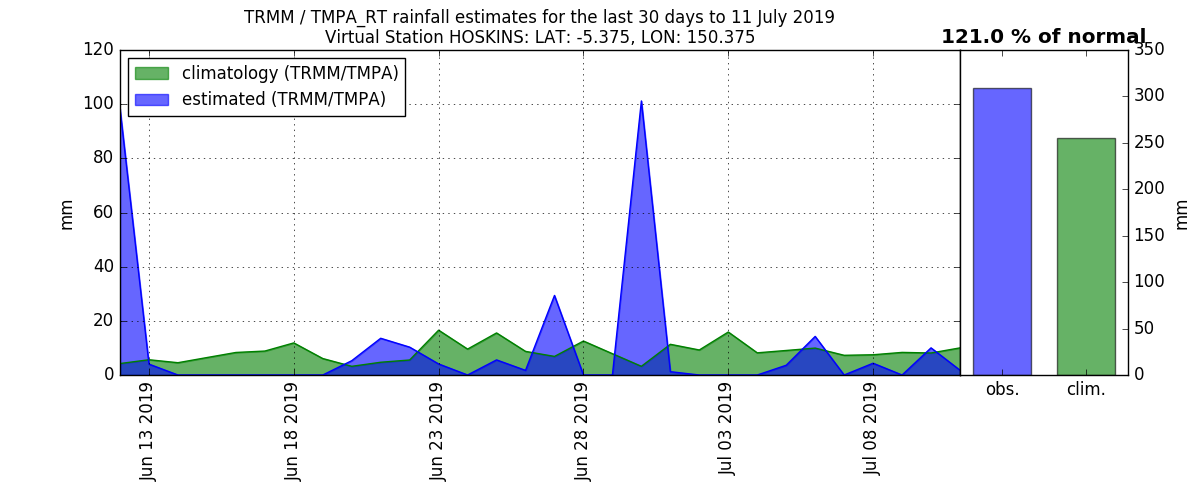 TRMM / TMPA_RT rainfall estimates for the last 30 days to 11 July 2019
Virtual Station HOSKINS: LAT: -5.375, LON: 150.375
121.0 % of normal
climatology (TRMM/TMPA)
estimated (TRMM/TMPA)
120
100
80
60
40
20
0
mm
Jun 13 2019
Jun 18 2019
Jun 23 2019
Jun 28 2019
Jul 03 2019
Jul 08 2019
350
300
250
200
150
100
50
0
mm
obs.
clim.